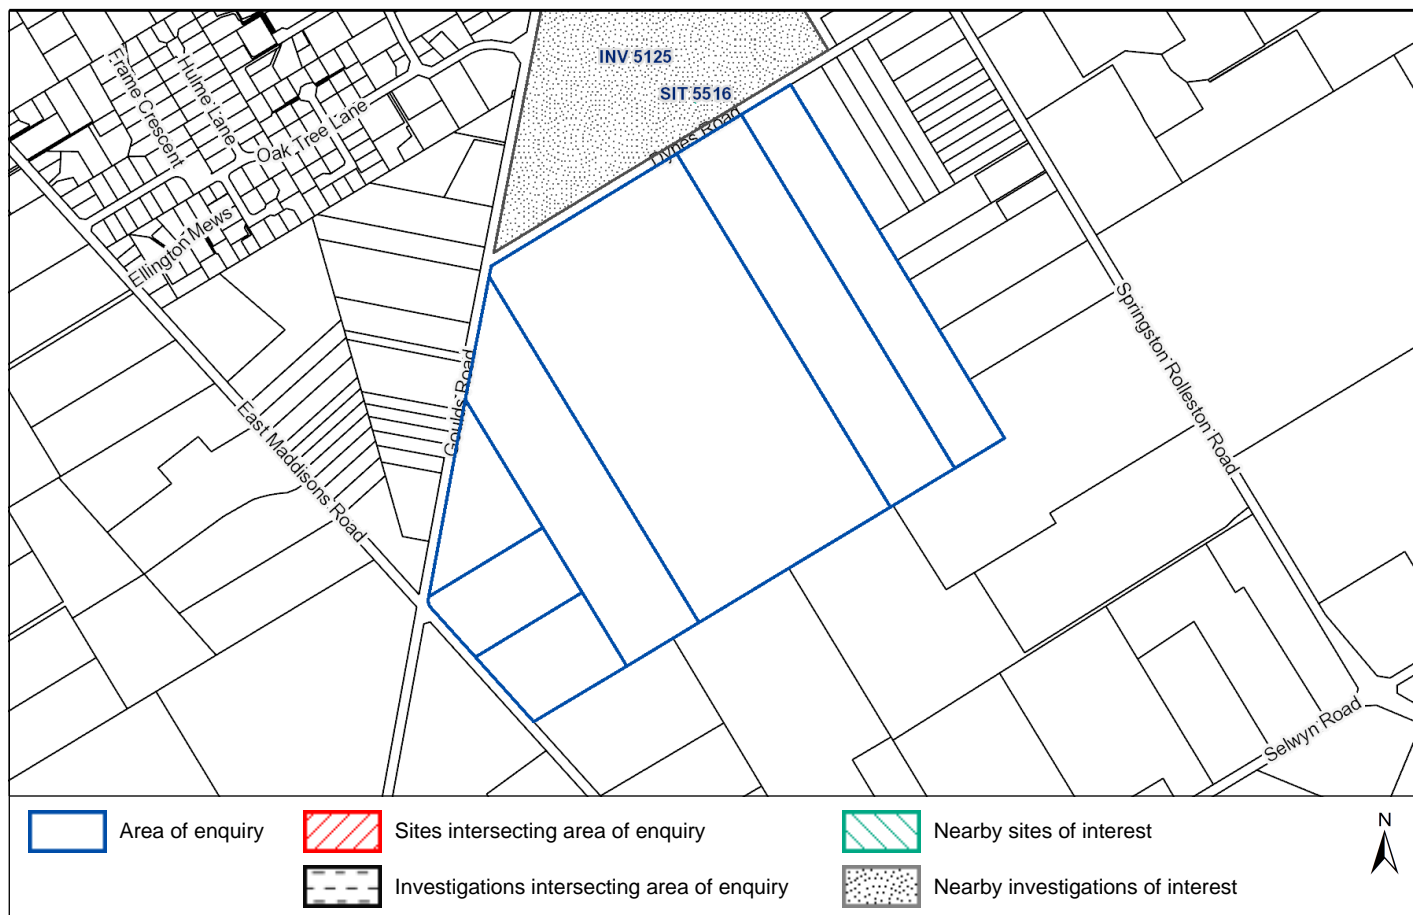 INV 5125
SIT 5516
Frame Crescent
Hulme Lane
Oak Tree Lane
Ellington Mews
Dynes Road
Goulds Road
East Maddisons Road
Springston Rolleston Road
Selwyn Road
Area of enquiry
Sites intersecting area of enquiry
Nearby sites of interest
N
Investigations intersecting area of enquiry
Nearby investigations of interest